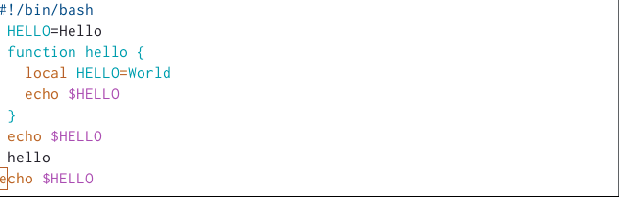 #!/bin/bash
HELLO=Hello
function hello {
local HELLO=World
echo $HELLO
}
echo $HELLO
hello
echo $HELLO